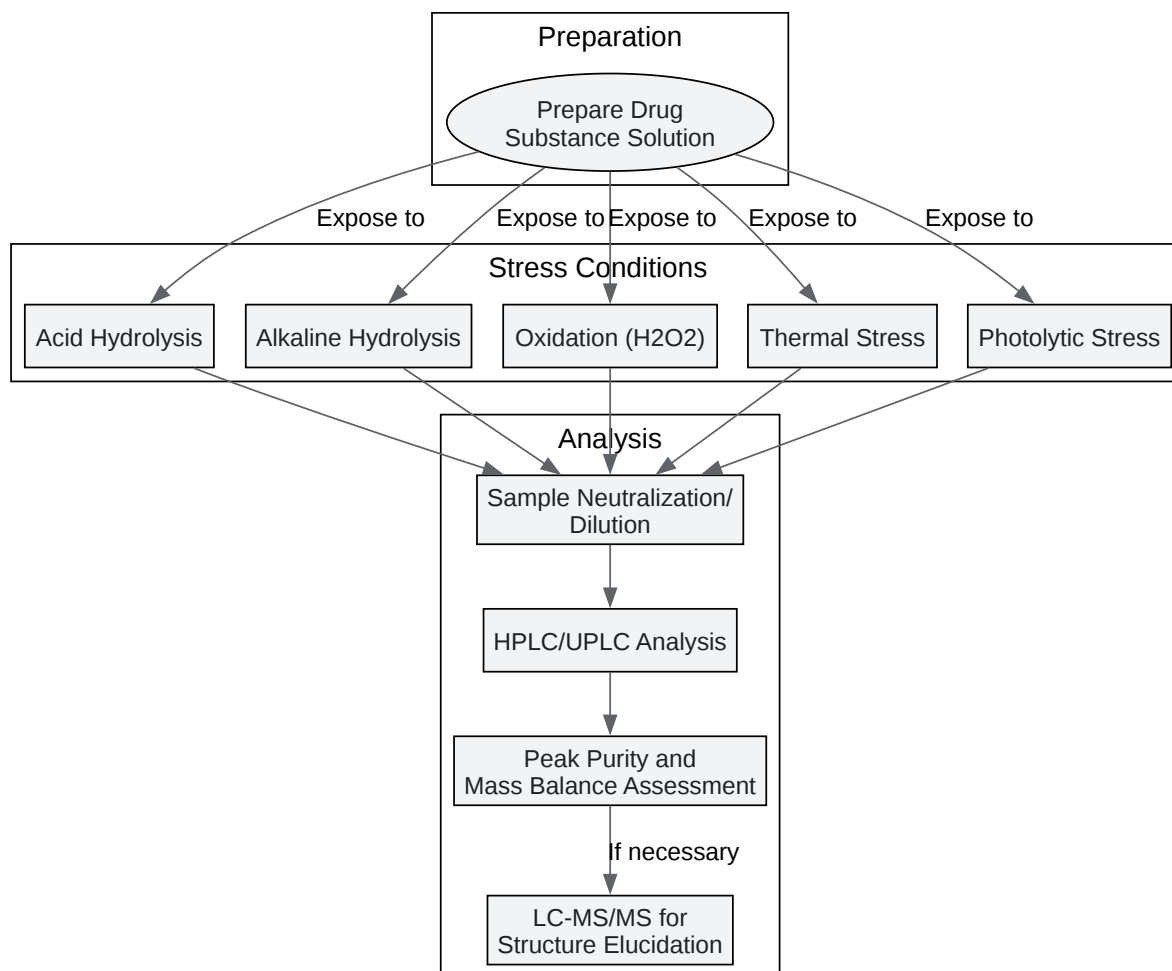 Preparation
Prepare Drug
Substance Solution
Expose to
Expose to
Expose to
Expose to
Expose to
Stress Conditions
Acid Hydrolysis
Alkaline Hydrolysis
Oxidation (H2O2)
Thermal Stress
Photolytic Stress
Analysis
Sample Neutralization/
Dilution
HPLC/UPLC Analysis
Peak Purity and
Mass Balance Assessment
If necessary
LC-MS/MS for
Structure Elucidation